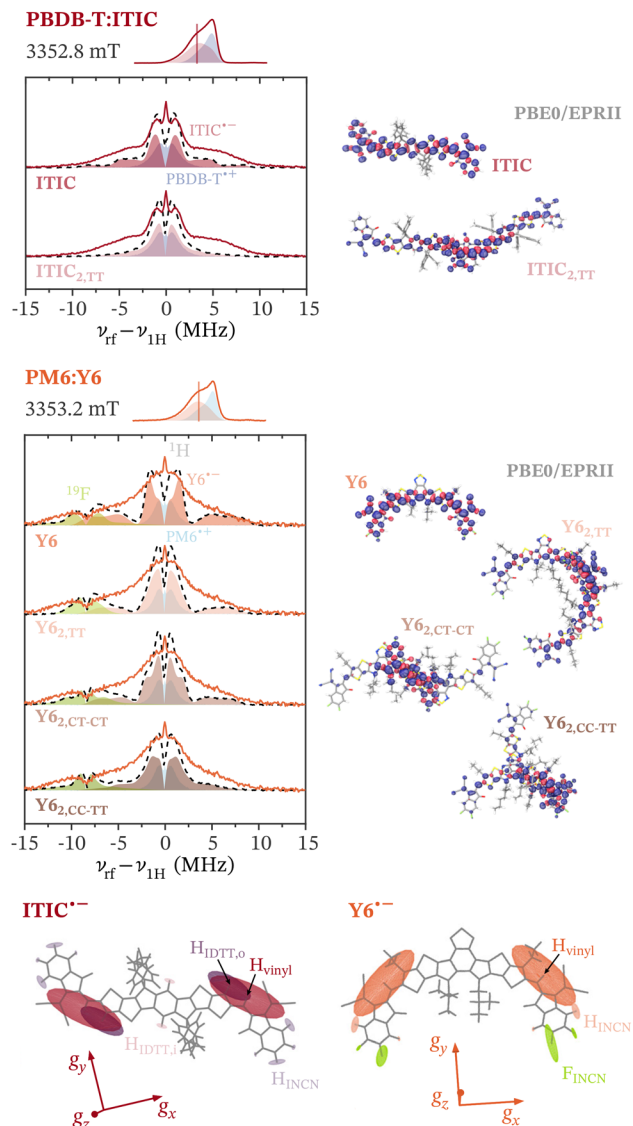 PBDB-T:ITIC
3352.8 mT
ITIC•−
PBDB-T•+
ITIC
ITIC2,TT
-15 -10 -5 0 5 10 15
νrf − ν1H (MHz)
PBE0/EPRII
ITIC
ITIC2,TT
PM6:Y6
3353.2 mT
1H
19F
Y6•−
PM6•+
Y6
Y62,TT
Y62,CT-CT
Y62,CC-TT
-15 -10 -5 0 5 10 15
νrf − ν1H (MHz)
Y6
PBE0/EPRII
Y62,TT
Y62,CT-CT
Y62,CC-TT
ITIC•−
HIDTT,o
Hvinyl
HIDTT,i
HINCN
gy
gz
gx
Y6•−
Hvinyl
HINCN
FINCN
gy
gz
gx